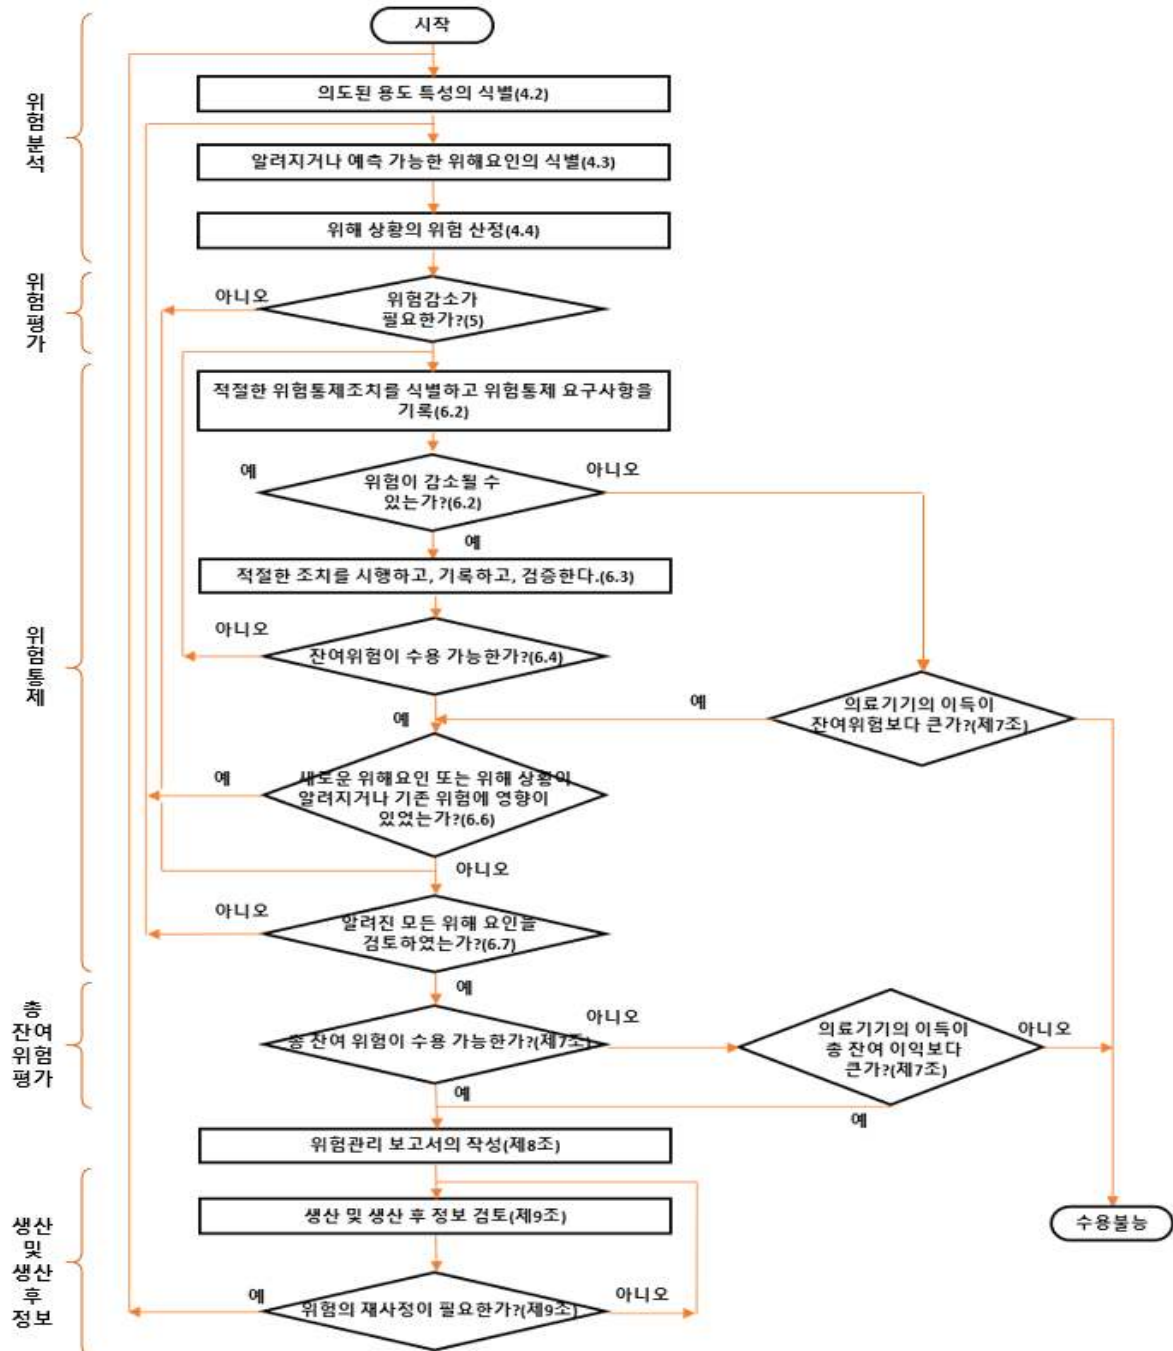 시작
위
험
분
석
의도된 용도 특성의 식별(4.2)
알려지거나 예측 가능한 위해요인의 식별(4.3)
위해 상황의 위험 산정(4.4)
위
험
평
가
아니오
위험감소가
필요한가?(5)
적절한 위험통제조치를 식별하고 위험통제 요구사항을
기록(6.2)
예
위험이 감소될 수
있는가?(6.2)
아니오
예
적절한 조치를 시행하고, 기록하고, 검증한다.(6.3)
위
험
통
제
아니오
잔여위험이 수용 가능한가?(6.4)
예
예
의료기기의 이득이
잔여위험보다 큰가?(제7조)
예
새로운 위해요인 또는 위해 상황이
알려지거나 기존 위험에 영향이
있었는가?(6.6)
아니오
아니오
알려진 모든 위해 요인을
검토하였는가?(6.7)
예
총
잔여
위험
평가
총 잔여 위험이 수용 가능한가?(제7조)
아니오
의료기기의 이득이
총 잔여 이익보다
큰가?(제7조)
아니오
예
예
위험관리 보고서의 작성(제8조)
생산
및
생산
후
정보
생산 및 생산 후 정보 검토(제9조)
수용불능
예
위험의 재사정이 필요한가?(제9조)
아니오